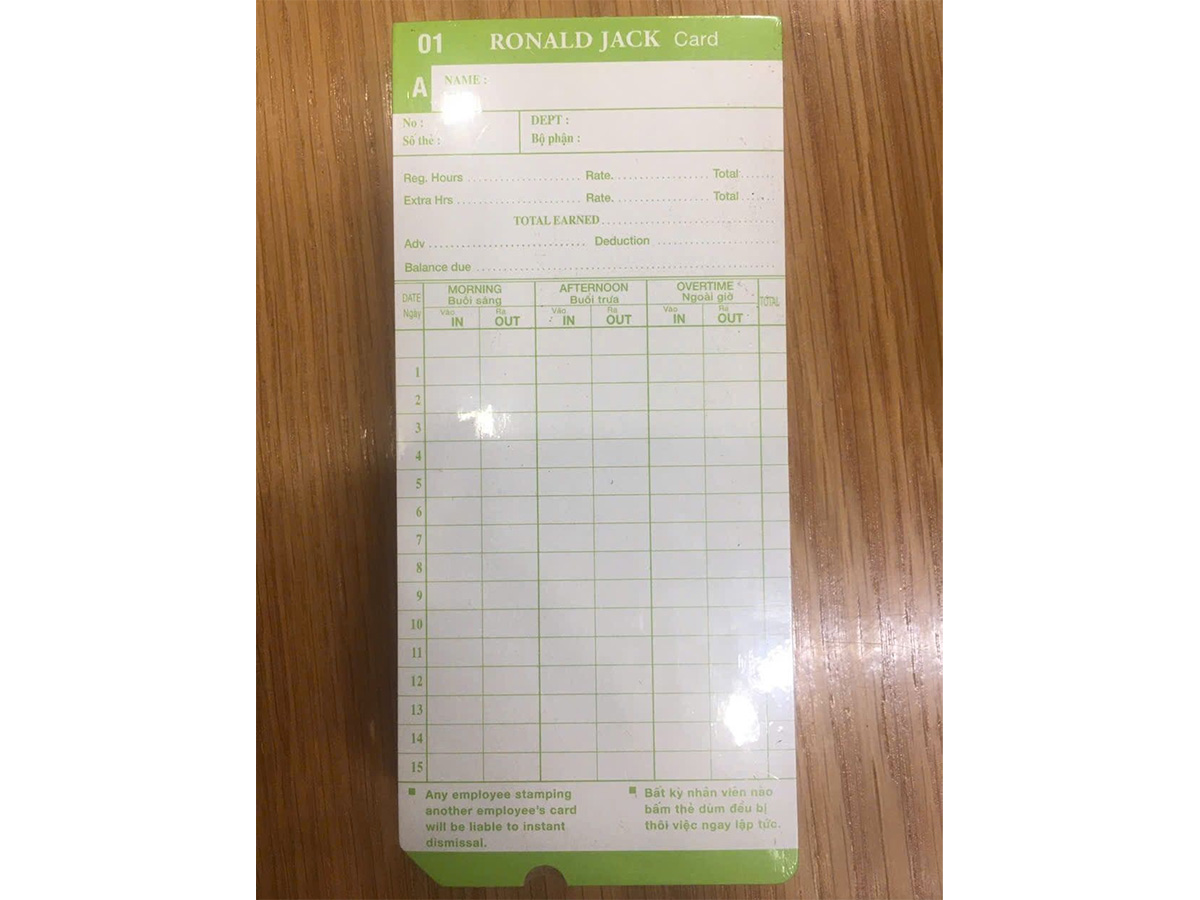 01 RONALD JACK Card
A NAME :
No : DEPT :
Số thẻ : Bộ phận :
Reg. Hours Rate. Total
Extra Hrs Rate. Total
TOTAL EARNED
Adv Deduction
Balance due
DATE MORNING AFTERNOON OVERTIME TOTAL
Ngày Buổi sáng Buổi trưa Ngoài giờ
Vào Ra Vào Ra Vào Ra
IN OUT IN OUT IN OUT
1
2
3
4
5
6
7
8
9
10
11
12
13
14
15
Any employee stamping
another employee's card
will be liable to instant
dismissal.
Bất kỳ nhân viên nào
bấm thẻ dùm đều bị
thôi việc ngay lập tức.